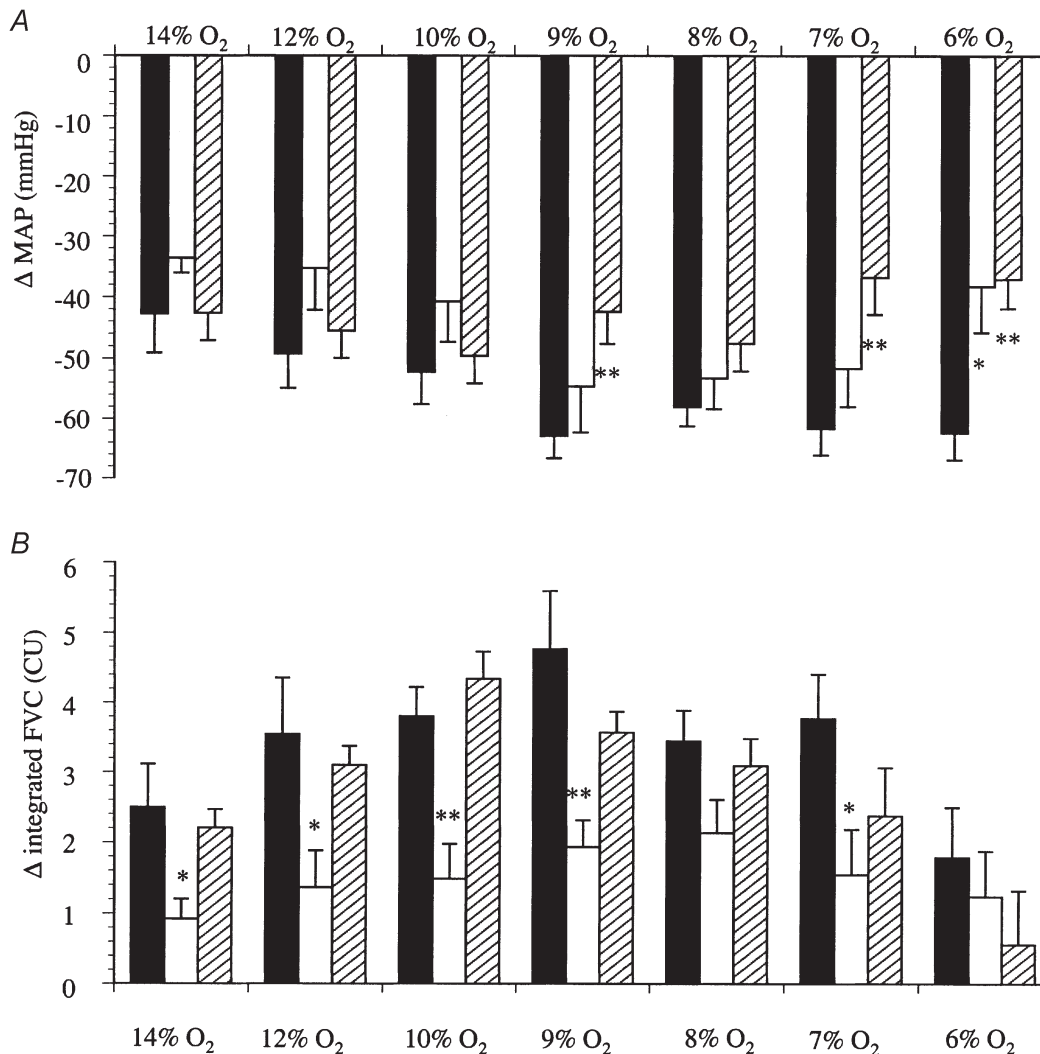 A
14% O2 12% O2 10% O2 9% O2 8% O2 7% O2 6% O2
0
-10
-20
-30
-40
-50
-60
-70
Δ MAP (mmHg)
** ** * **
B
6
5
4
3
2
1
0
Δ integrated FVC (CU)
* * ** ** *
14% O2 12% O2 10% O2 9% O2 8% O2 7% O2 6% O2